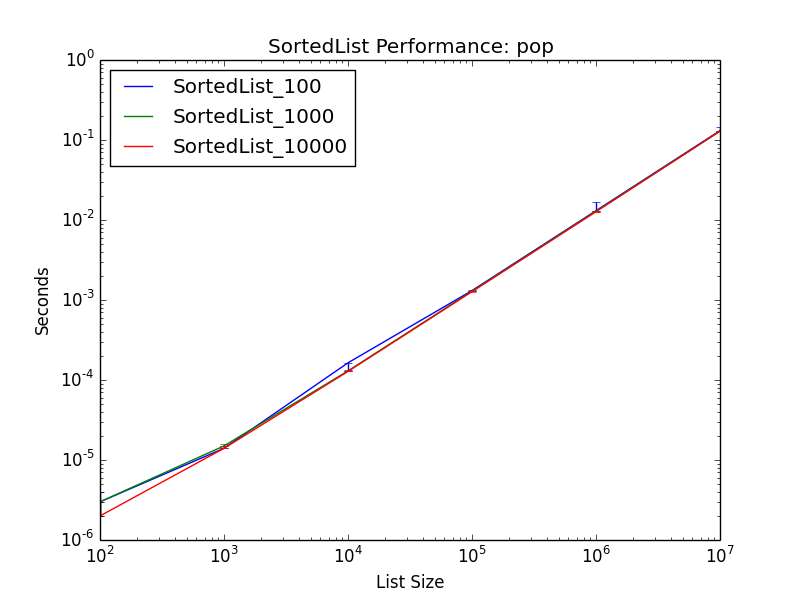 SortedList Performance: pop
10^0
10^-1
10^-2
10^-3
10^-4
10^-5
10^-6
Seconds
SortedList_100
SortedList_1000
SortedList_10000
10^2 10^3 10^4 10^5 10^6 10^7
List Size